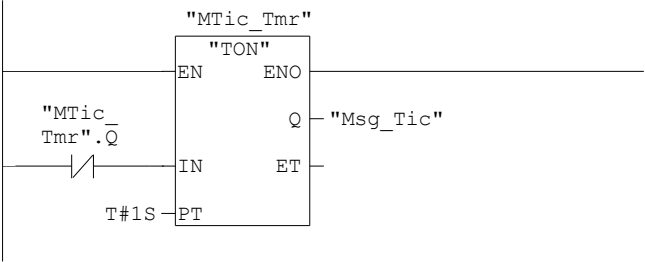 "MTic_Tmr"
"TON"
EN ENO
"MTic_
Tmr".Q
Q "Msg_Tic"
IN ET
T#1S PT